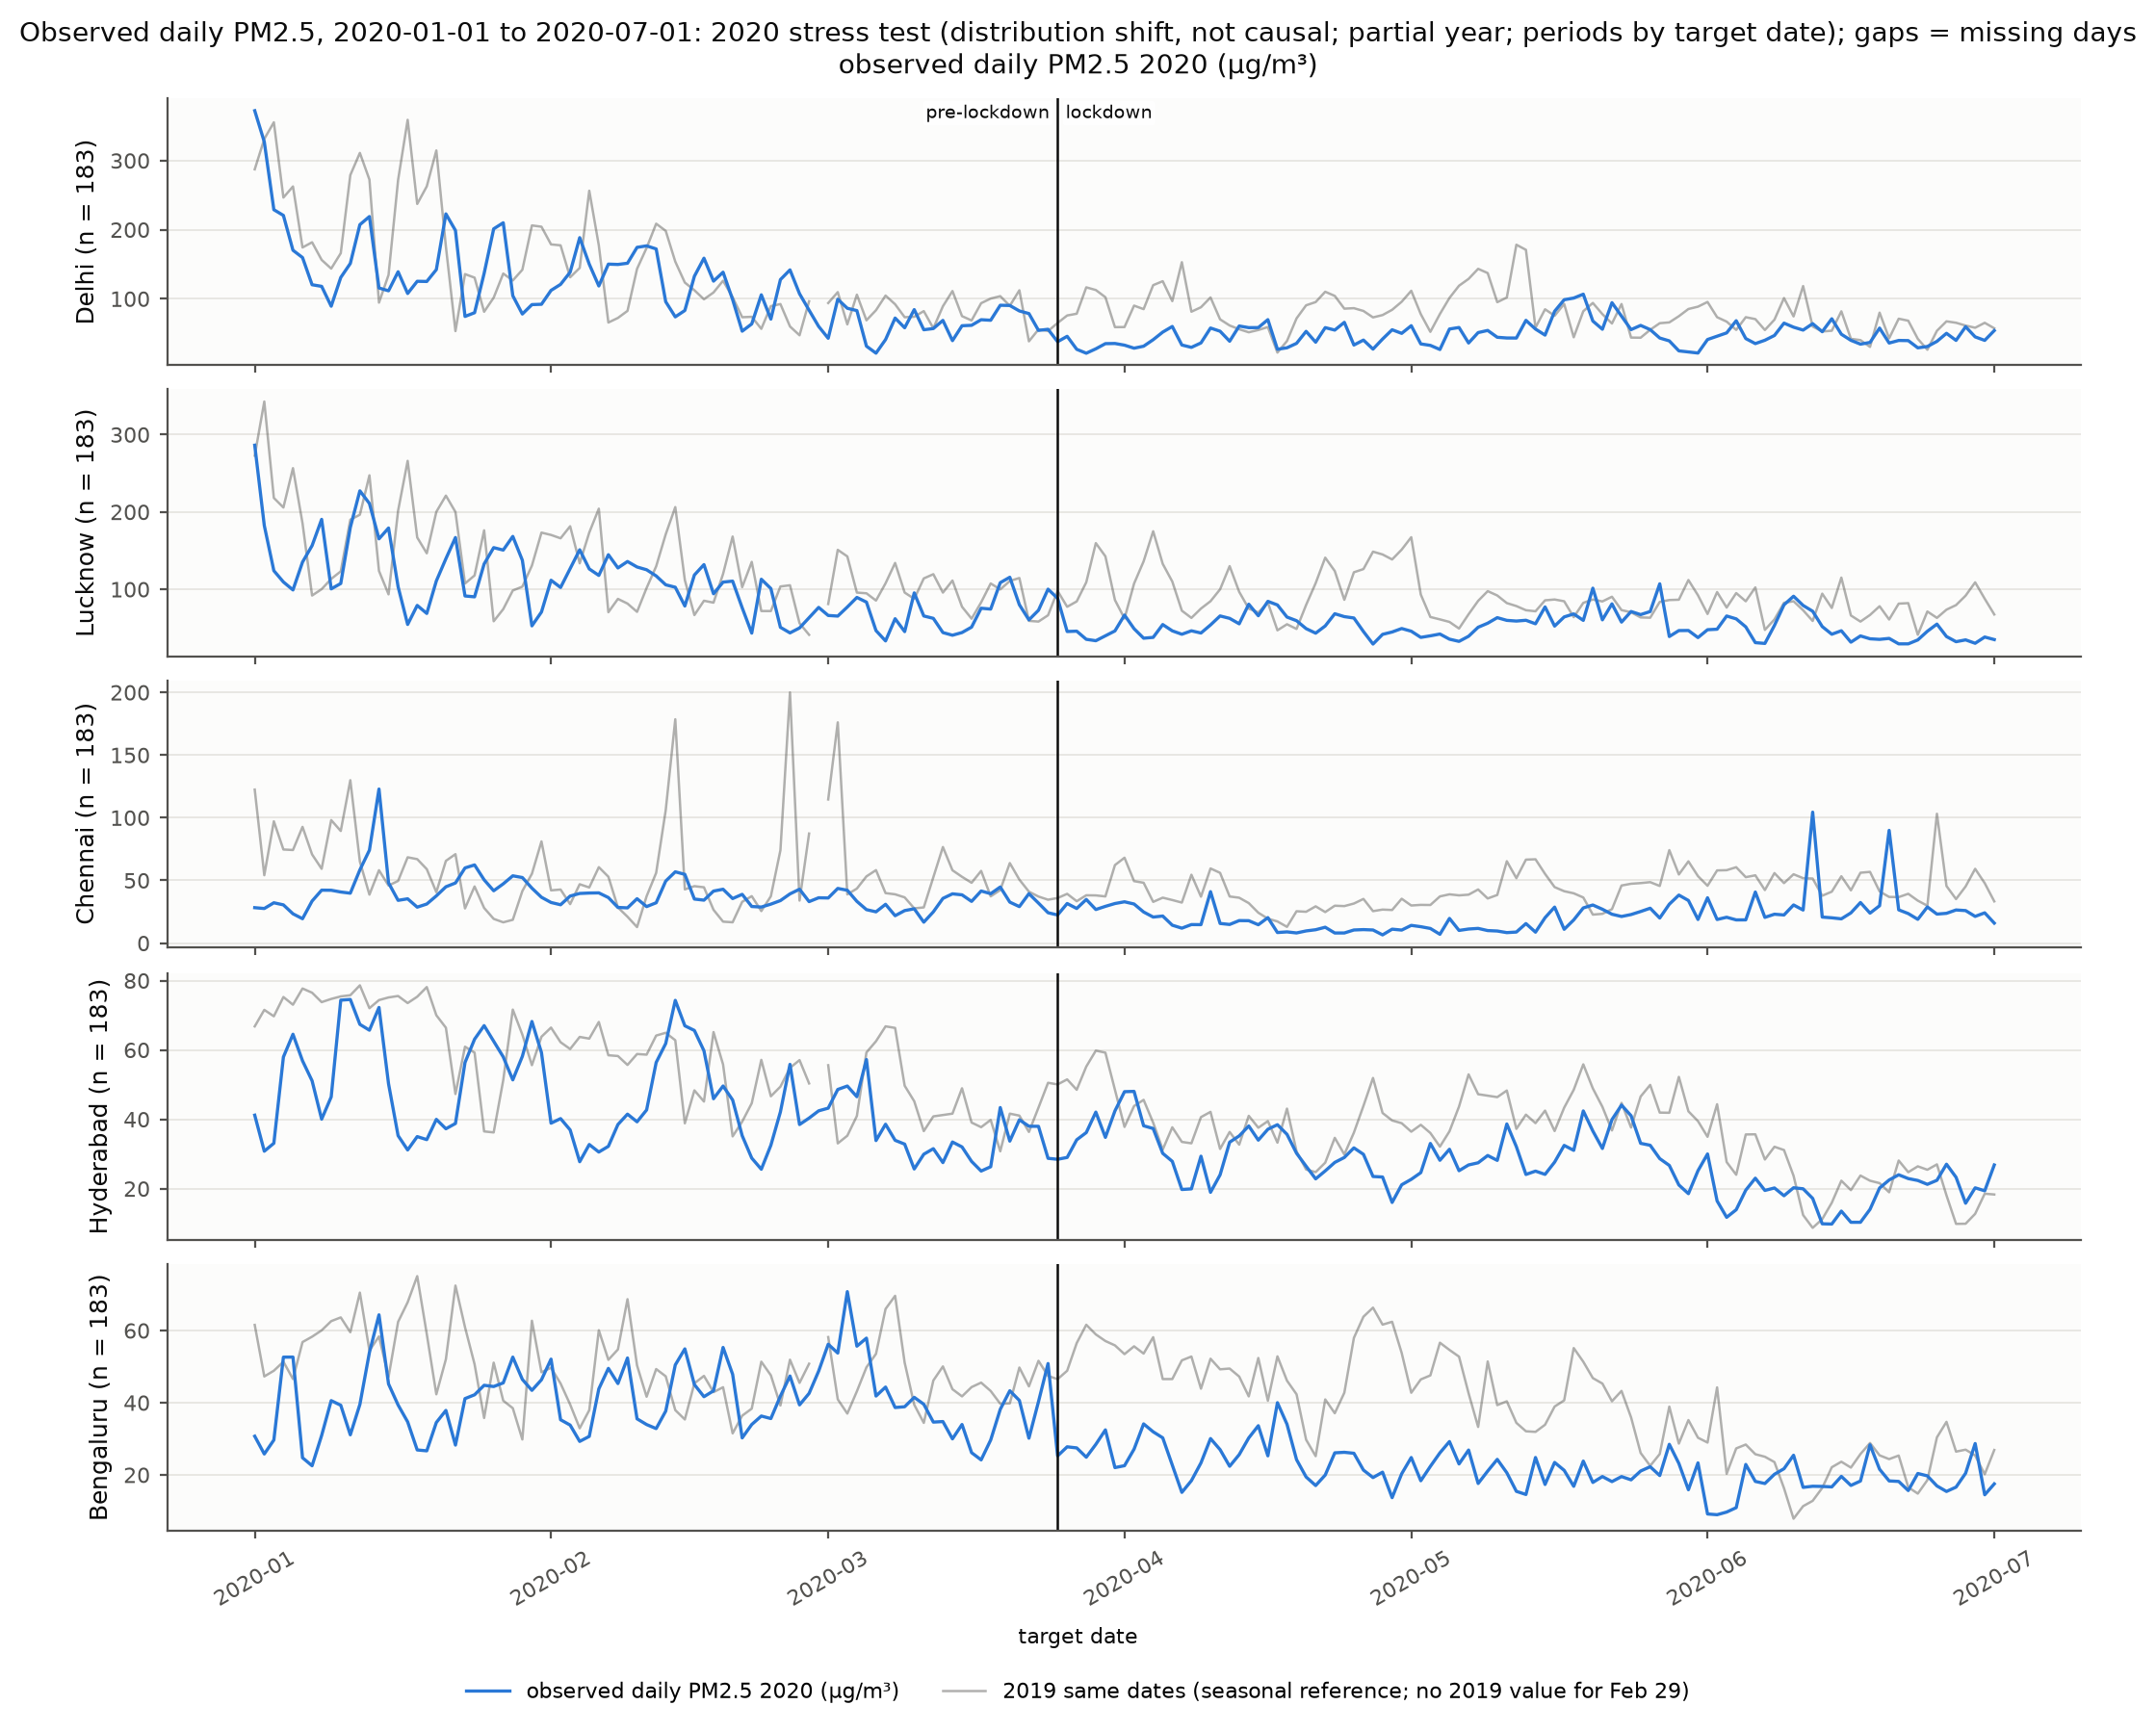 Observed daily PM2.5, 2020-01-01 to 2020-07-01: 2020 stress test (distribution shift, not causal; partial year; periods by target date); gaps = missing days
observed daily PM2.5 2020 (µg/m³)
pre-lockdown
lockdown
Delhi (n = 183)
300
200
100
Lucknow (n = 183)
300
200
100
Chennai (n = 183)
200
150
100
50
0
Hyderabad (n = 183)
80
60
40
20
Bengaluru (n = 183)
60
40
20
2020-01
2020-02
2020-03
2020-04
2020-05
2020-06
2020-07
target date
observed daily PM2.5 2020 (µg/m³)
2019 same dates (seasonal reference; no 2019 value for Feb 29)